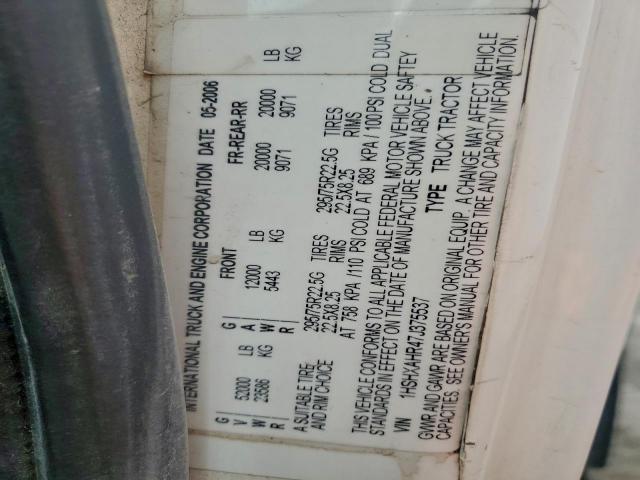 INTERNATIONAL TRUCK AND ENGINE CORPORATION DATE 05-2006
G G FRONT FR-REAR-RR
V 52000 LB A 12000 LB 20000 20000 LB
W 23586 KG W 5443 KG 9071 9071 KG
R R
A SUITABLE TIRE 295/75R22.5G TIRES 295/75R22.5G TIRES
AND RIM CHOICE 22.5X8.25 RIMS 22.5X8.25 RIMS
AT 758 KPA /110 PSI COLD AT 689 KPA / 100 PSI COLD DUAL
THIS VEHICLE CONFORMS TO ALL APPLICABLE FEDERAL MOTOR VEHICLE SAFTEY
STANDARDS IN EFFECT ON THE DATE OF MANUFACTURE SHOWN ABOVE.
VIN 1HSHXAHR47J375537 TYPE TRUCK TRACTOR
GVWR AND GAWR ARE BASED ON ORIGINAL EQUIP. A CHANGE MAY AFFECT VEHICLE
CAPACITIES. SEE OWNER'S MANUAL FOR OTHER TIRE AND CAPACITY INFORMATION.